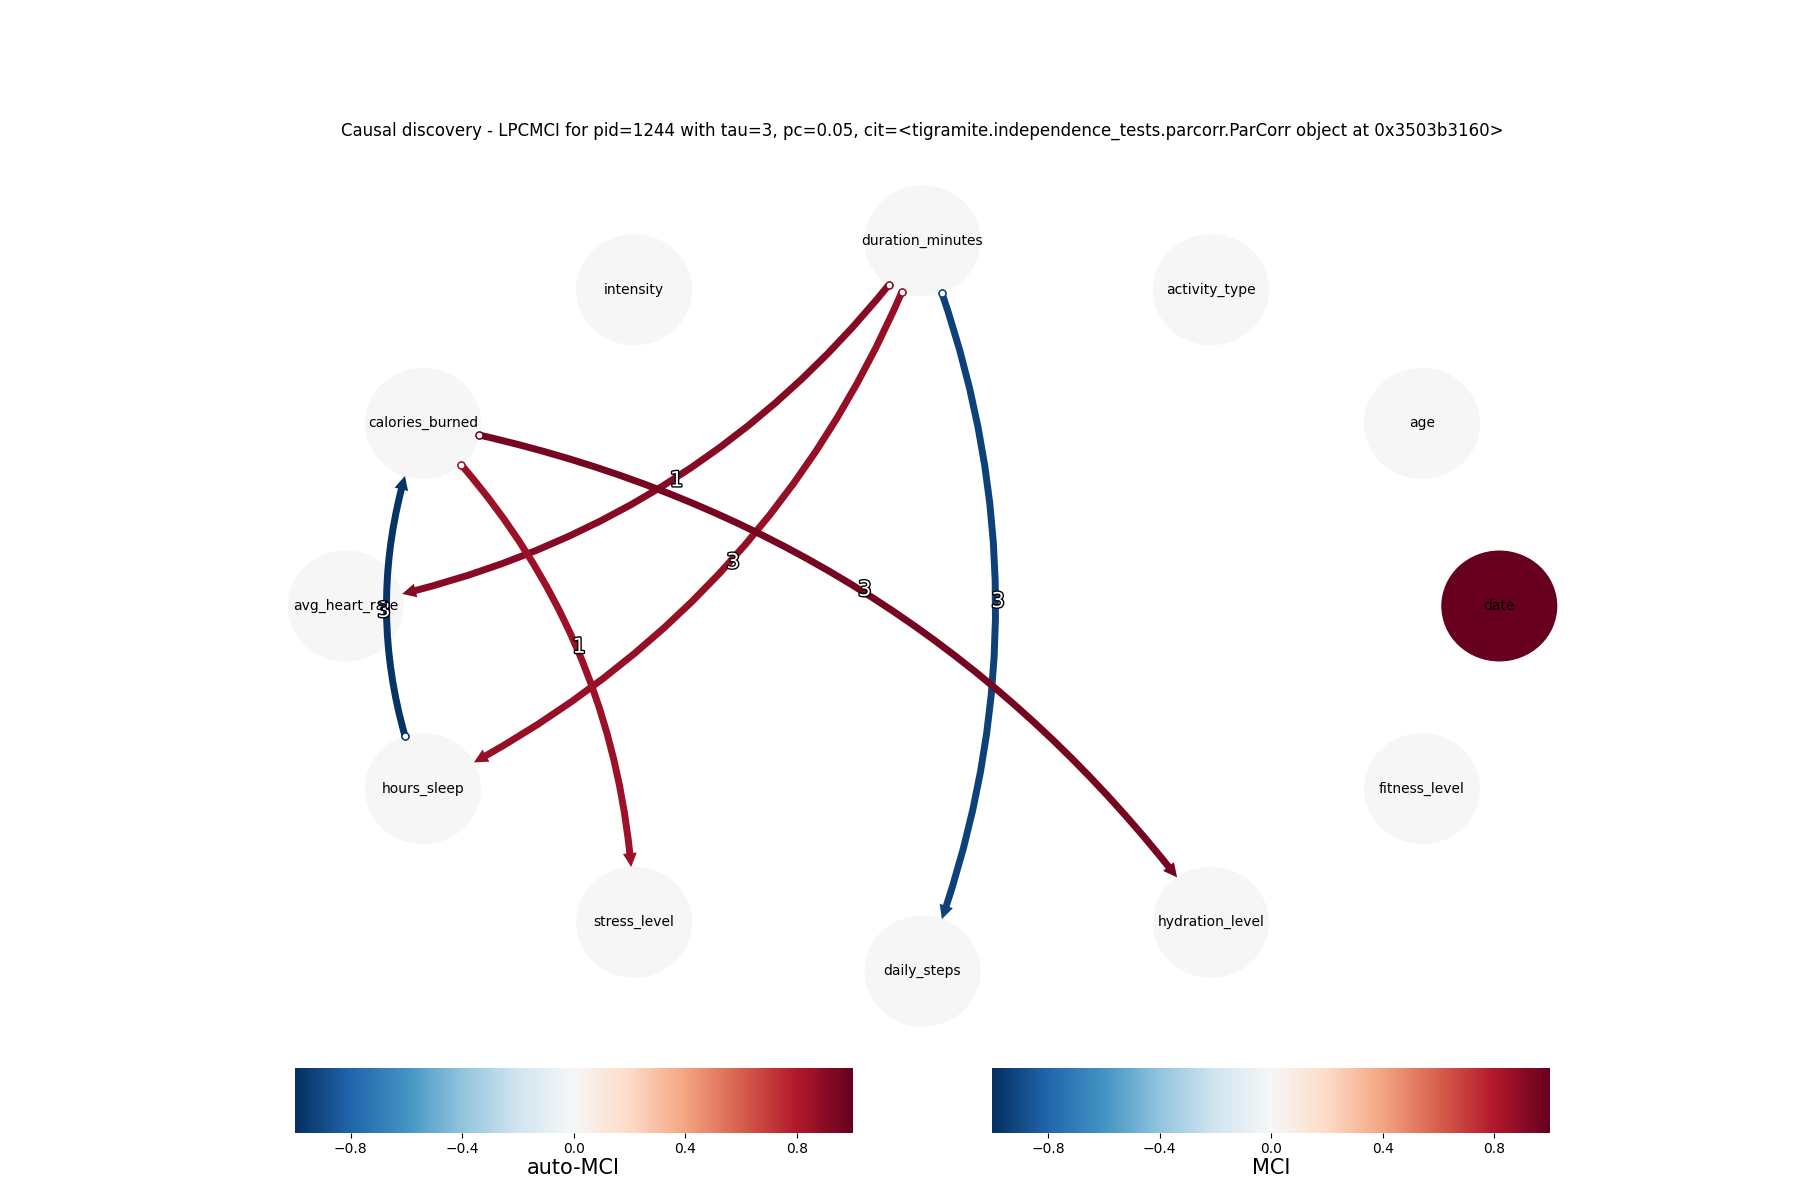 Causal discovery - LPCMCI for pid=1244 with tau=3, pc=0.05, cit=<tigramite.independence_tests.parcorr.ParCorr object at 0x3503b3160>
duration_minutes
intensity
activity_type
calories_burned
age
1
3
3
3
avg_heart_rate
3
date
1
hours_sleep
fitness_level
stress_level
hydration_level
daily_steps
−0.8 −0.4 0.0 0.4 0.8
auto-MCI
−0.8 −0.4 0.0 0.4 0.8
MCI